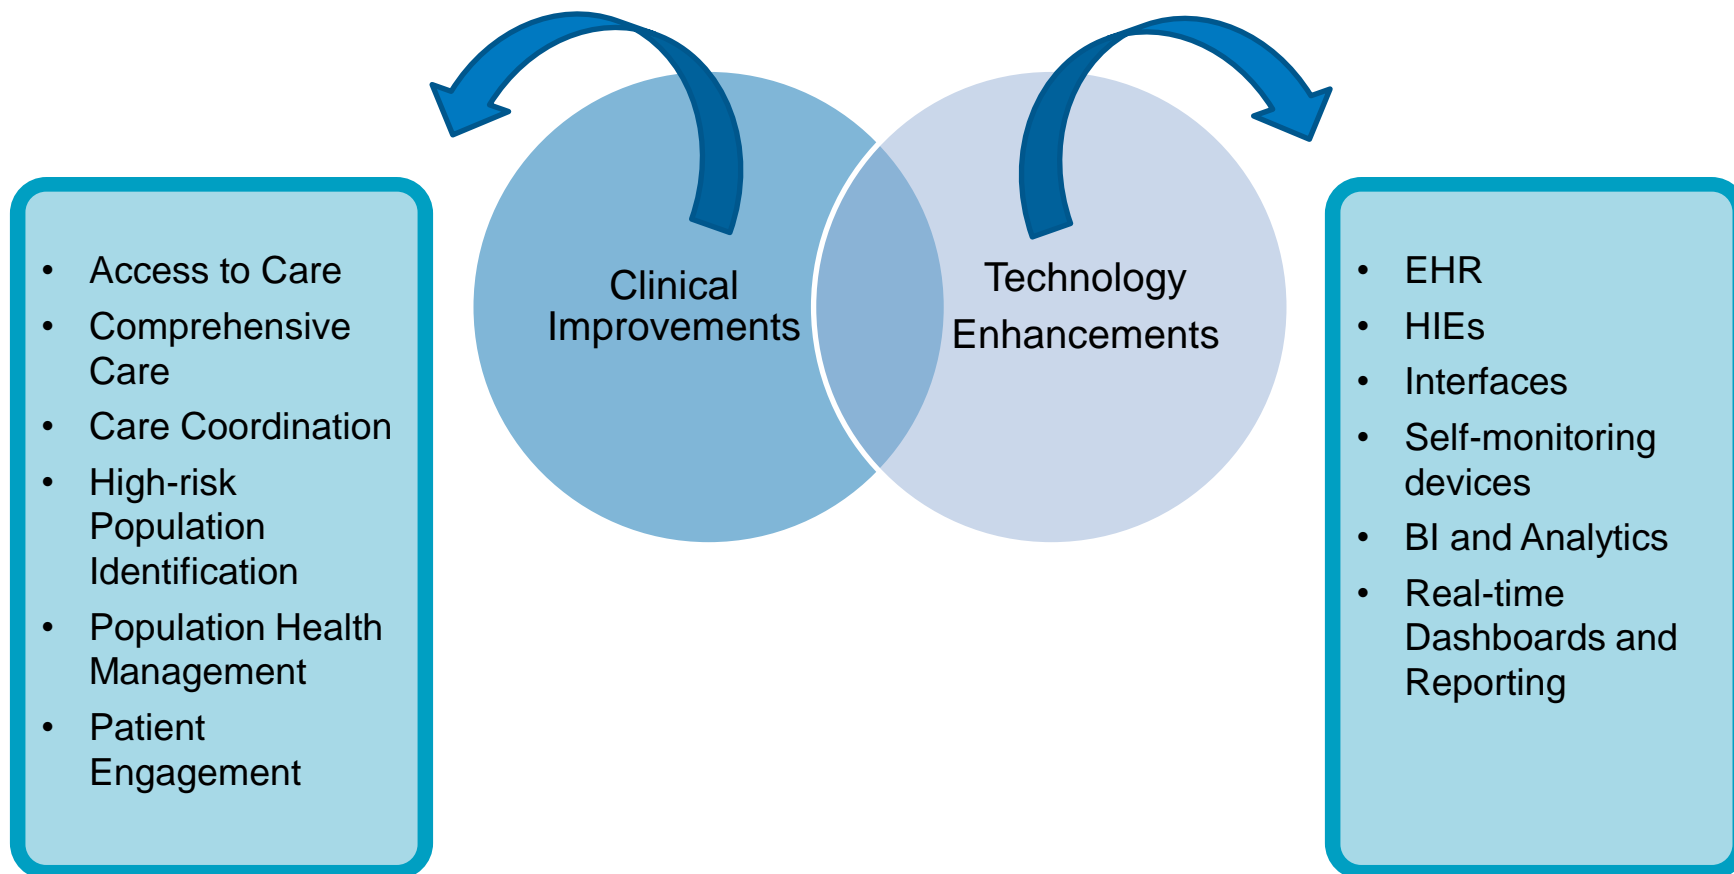 • Access to Care
• Comprehensive
Care
• Care Coordination
• High-risk
Population
Identification
• Population Health
Management
• Patient
Engagement
Clinical
Improvements
Technology
Enhancements
• EHR
• HIEs
• Interfaces
• Self-monitoring
devices
• BI and Analytics
• Real-time
Dashboards and
Reporting